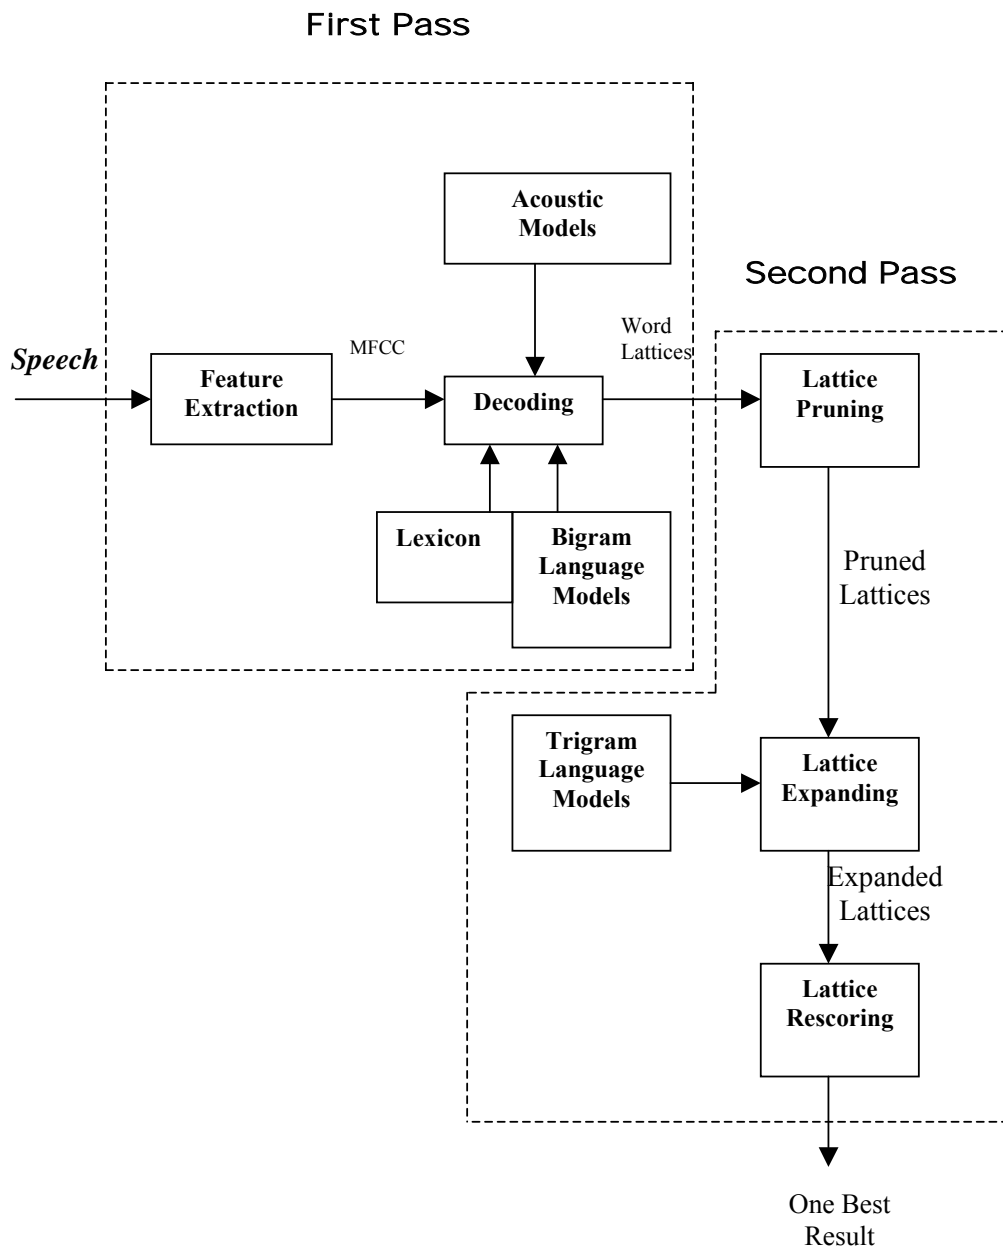 First Pass
Acoustic
Models
Second Pass
Word
Lattices
Speech
MFCC
Feature
Extraction
Decoding
Lattice
Pruning
Lexicon
Bigram
Language
Models
Pruned
Lattices
Trigram
Language
Models
Lattice
Expanding
Expanded
Lattices
Lattice
Rescoring
One Best
Result